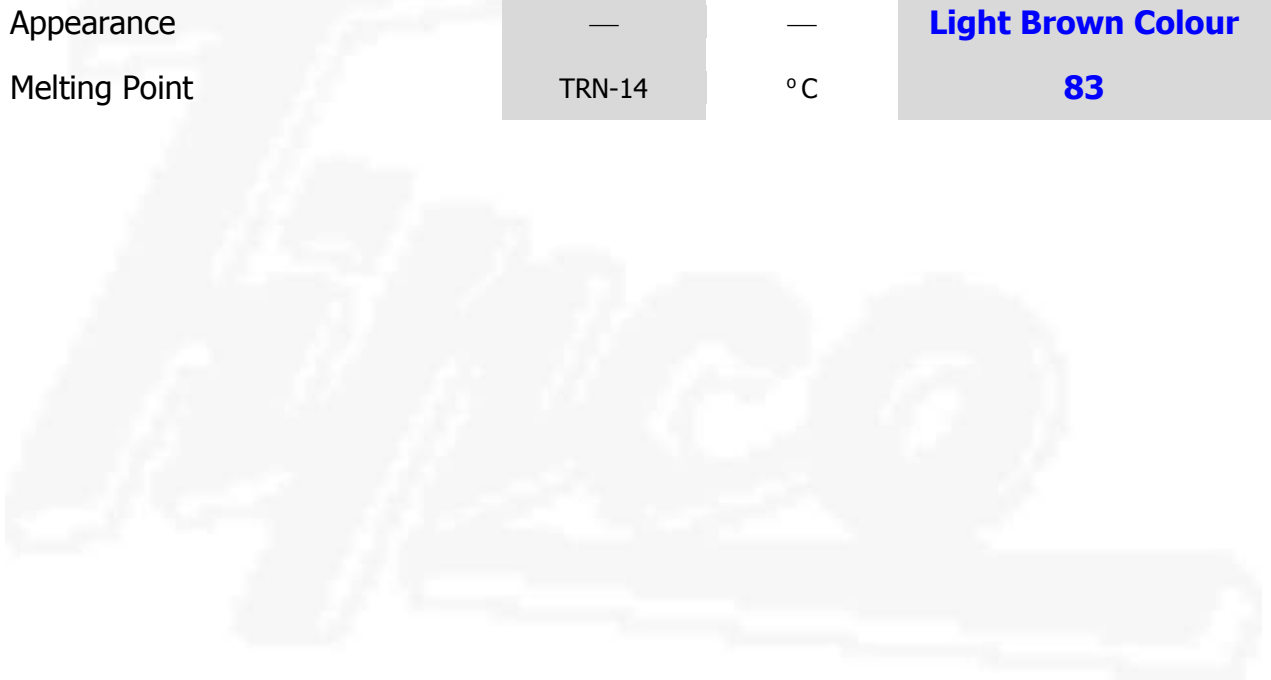 Appearance — — Light Brown Colour
Melting Point TRN-14 º C 83